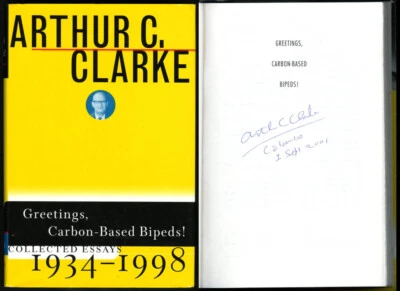 ARTHUR C.
CLARKE
Greetings,
Carbon-Based Bipeds!
COLLECTED ESSAYS
1934–1998
GREETINGS,
CARBON-BASED
BIPEDS!
Arthur C Clarke
Colombo
2 Sept 2001